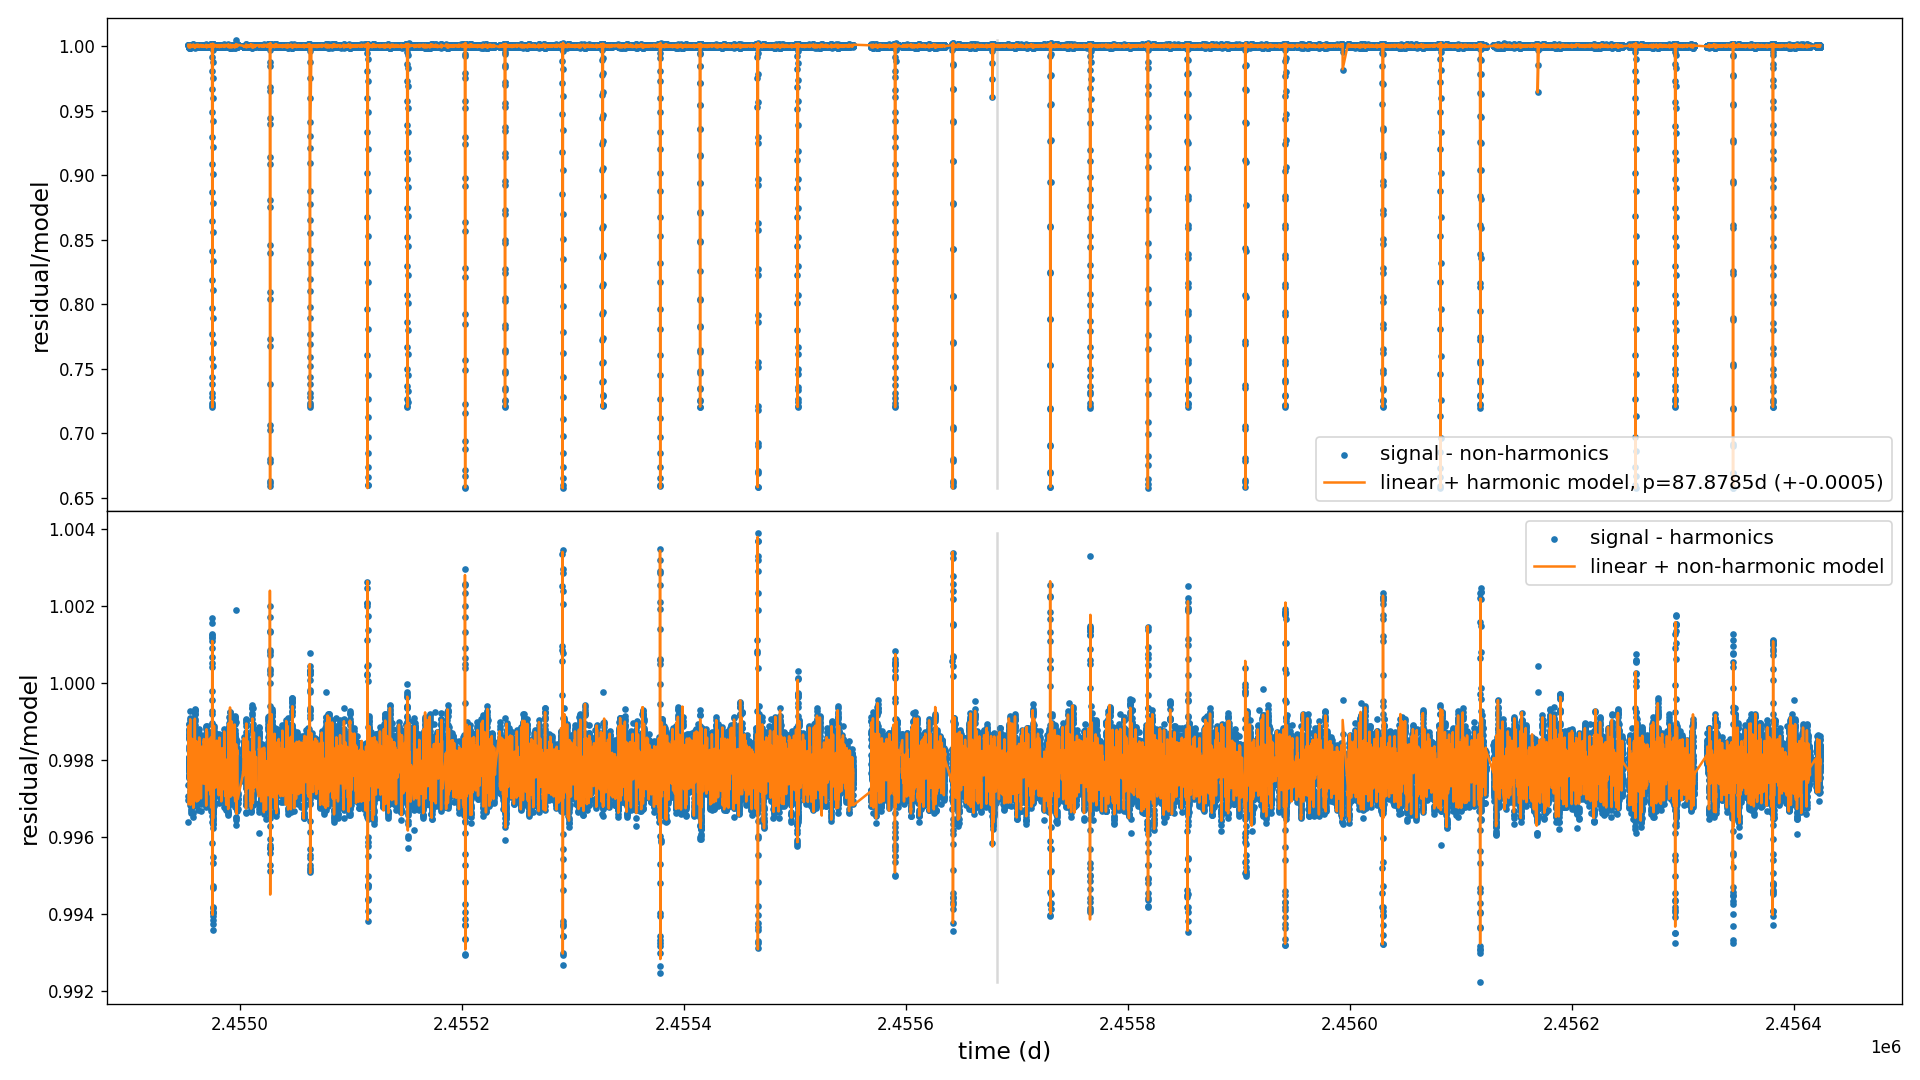 1.00
0.95
0.90
0.85
0.80
0.75
0.70
0.65
residual/model
signal - non-harmonics
linear + harmonic model, p=87.8785d (+-0.0005)
1.004
1.002
1.000
0.998
0.996
0.994
0.992
residual/model
signal - harmonics
linear + non-harmonic model
2.4550
2.4552
2.4554
2.4556
2.4558
2.4560
2.4562
2.4564
time (d)
1e6